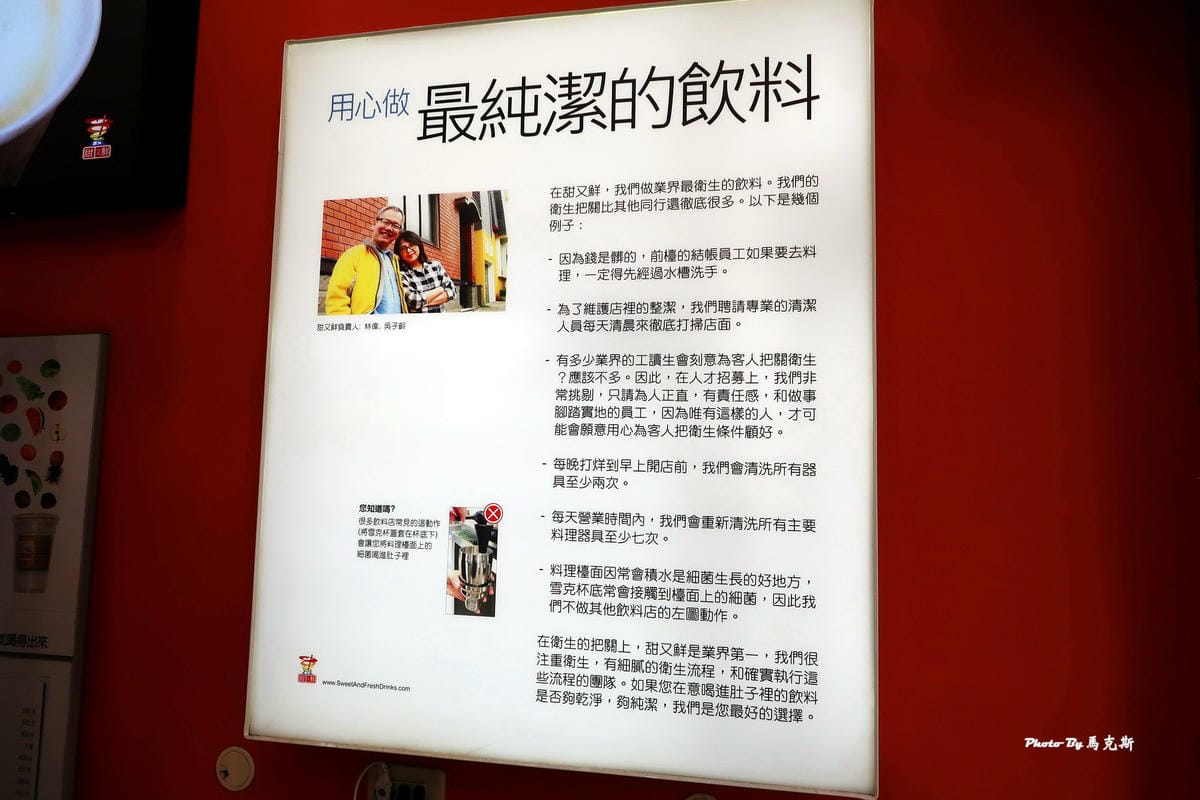 用心做 最純潔的飲料
在甜又鮮，我們做業界最衛生的飲料。我們的
衛生把關比其他同行還徹底很多。以下是幾個
例子：
- 因為錢是髒的，前檯的結帳員工如果要去料
理，一定得先經過水槽洗手。
- 為了維護店裡的整潔，我們聘請專業的清潔
人員每天清晨來徹底打掃店面。
- 有多少業界的工讀生會刻意為客人把關衛生
？應該不多。因此，在人才招募上，我們非
常挑剔，只請為人正直，有責任感，和做事
腳踏實地的員工，因為唯有這樣的人，才可
能會願意用心為客人把衛生條件顧好。
- 每晚打烊到早上開店前，我們會清洗所有器
具至少兩次。
- 每天營業時間內，我們會重新清洗所有主要
料理器具至少七次。
- 料理檯面因常會積水是細菌生長的好地方，
雪克杯底常會接觸到檯面上的細菌，因此我
們不做其他飲料店的左圖動作。
在衛生的把關上，甜又鮮是業界第一，我們很
注重衛生，有細膩的衛生流程，和確實執行這
些流程的團隊。如果您在意喝進肚子裡的飲料
是否夠乾淨，夠純潔，我們是您最好的選擇。
甜又鮮負責人: 林偉, 吳子齡
您知道嗎?
很多飲料店常見的這動作
(將雪克杯蓋套在杯底下)
會讓您將料理檯面上的
細菌喝進肚子裡
www.SweetAndFreshDrinks.com
甜又鮮
喝得出來
Photo By 馬克斯